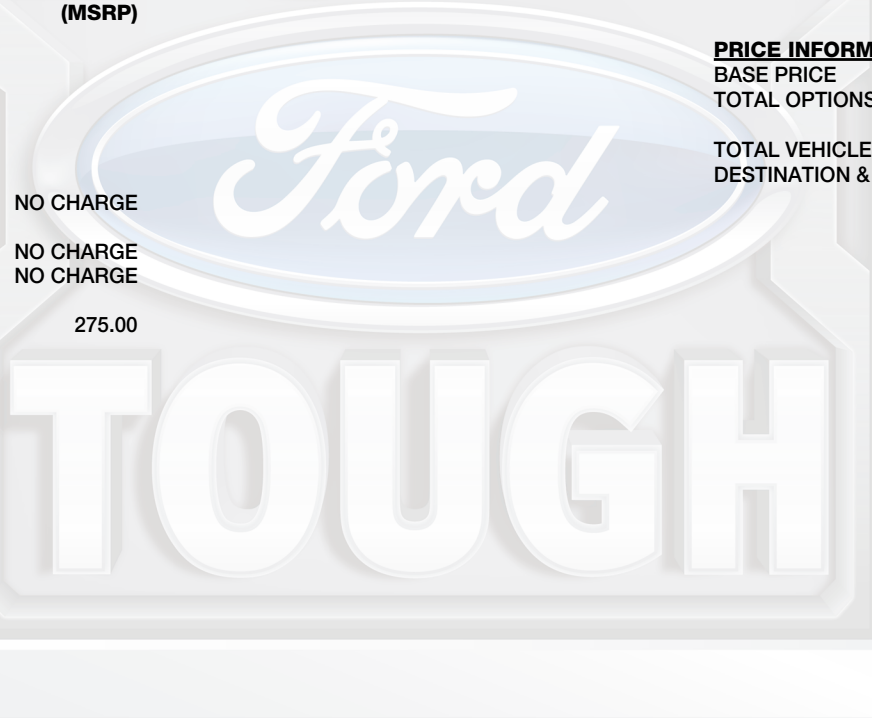 (MSRP)
NO CHARGE
NO CHARGE
NO CHARGE
275.00
PRICE INFORM
BASE PRICE
TOTAL OPTIONS
TOTAL VEHICLE
DESTINATION &
Ford
TOUGH